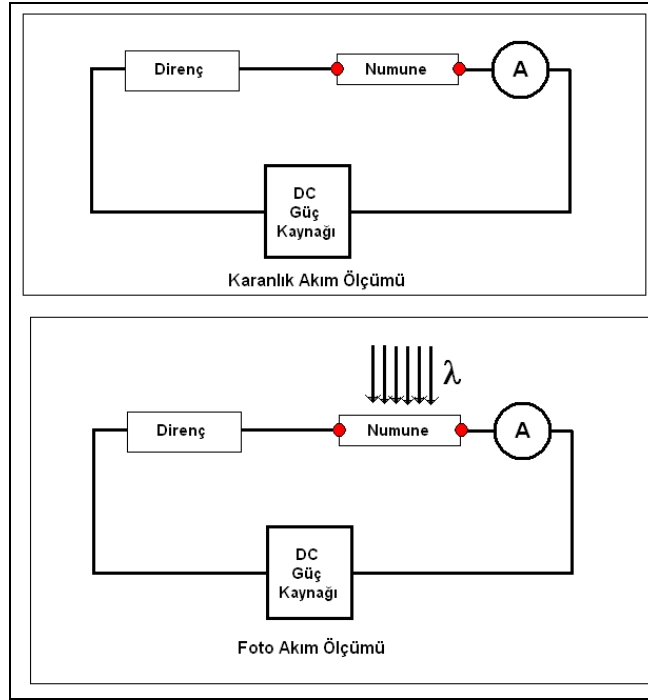 Direnç
Numune
A
DC
Güç
Kaynağı
Karanlık Akım Ölçümü
λ
Direnç
Numune
A
DC
Güç
Kaynağı
Foto Akım Ölçümü